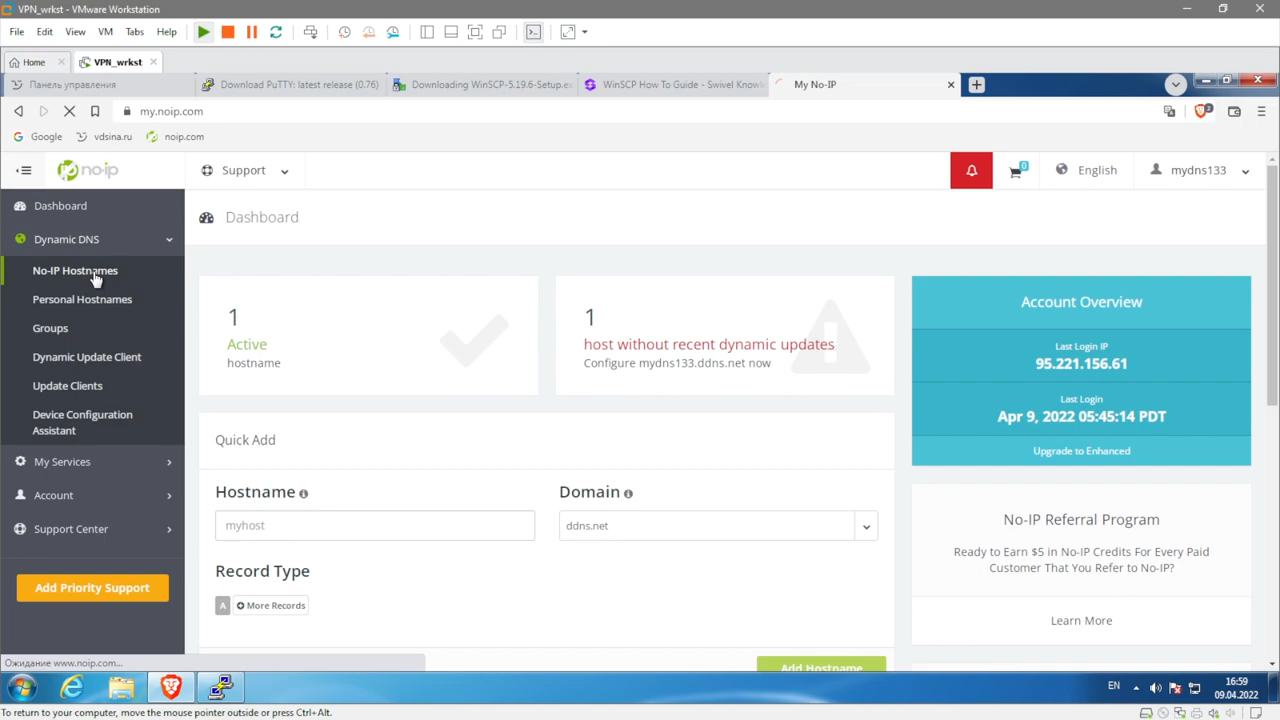 VPN_wrkst - VMware Workstation
File Edit View VM Tabs Help
Home VPN_wrkst
Панель управления Download PuTTY: latest release (0.76) Downloading WinSCP-5.19.6-Setup.ex WinSCP How To Guide - Swivel Knowl My No-IP
my.noip.com 2
Google vdsina.ru noip.com
no-ip Support 0 English mydns133
Dashboard
Dynamic DNS
No-IP Hostnames
Personal Hostnames
Groups
Dynamic Update Client
Update Clients
Device Configuration
Assistant
My Services
Account
Support Center
Add Priority Support
Dashboard
1
Active
hostname
1
host without recent dynamic updates
Configure mydns133.ddns.net now
Quick Add
Hostname
myhost
Domain
ddns.net
Record Type
A More Records
Add Hostname
Account Overview
Last Login IP
95.221.156.61
Last Login
Apr 9, 2022 05:45:14 PDT
Upgrade to Enhanced
No-IP Referral Program
Ready to Earn $5 in No-IP Credits For Every Paid
Customer That You Refer to No-IP?
Learn More
Ожидание www.noip.com...
EN 16:59
09.04.2022
To return to your computer, move the mouse pointer outside or press Ctrl+Alt.